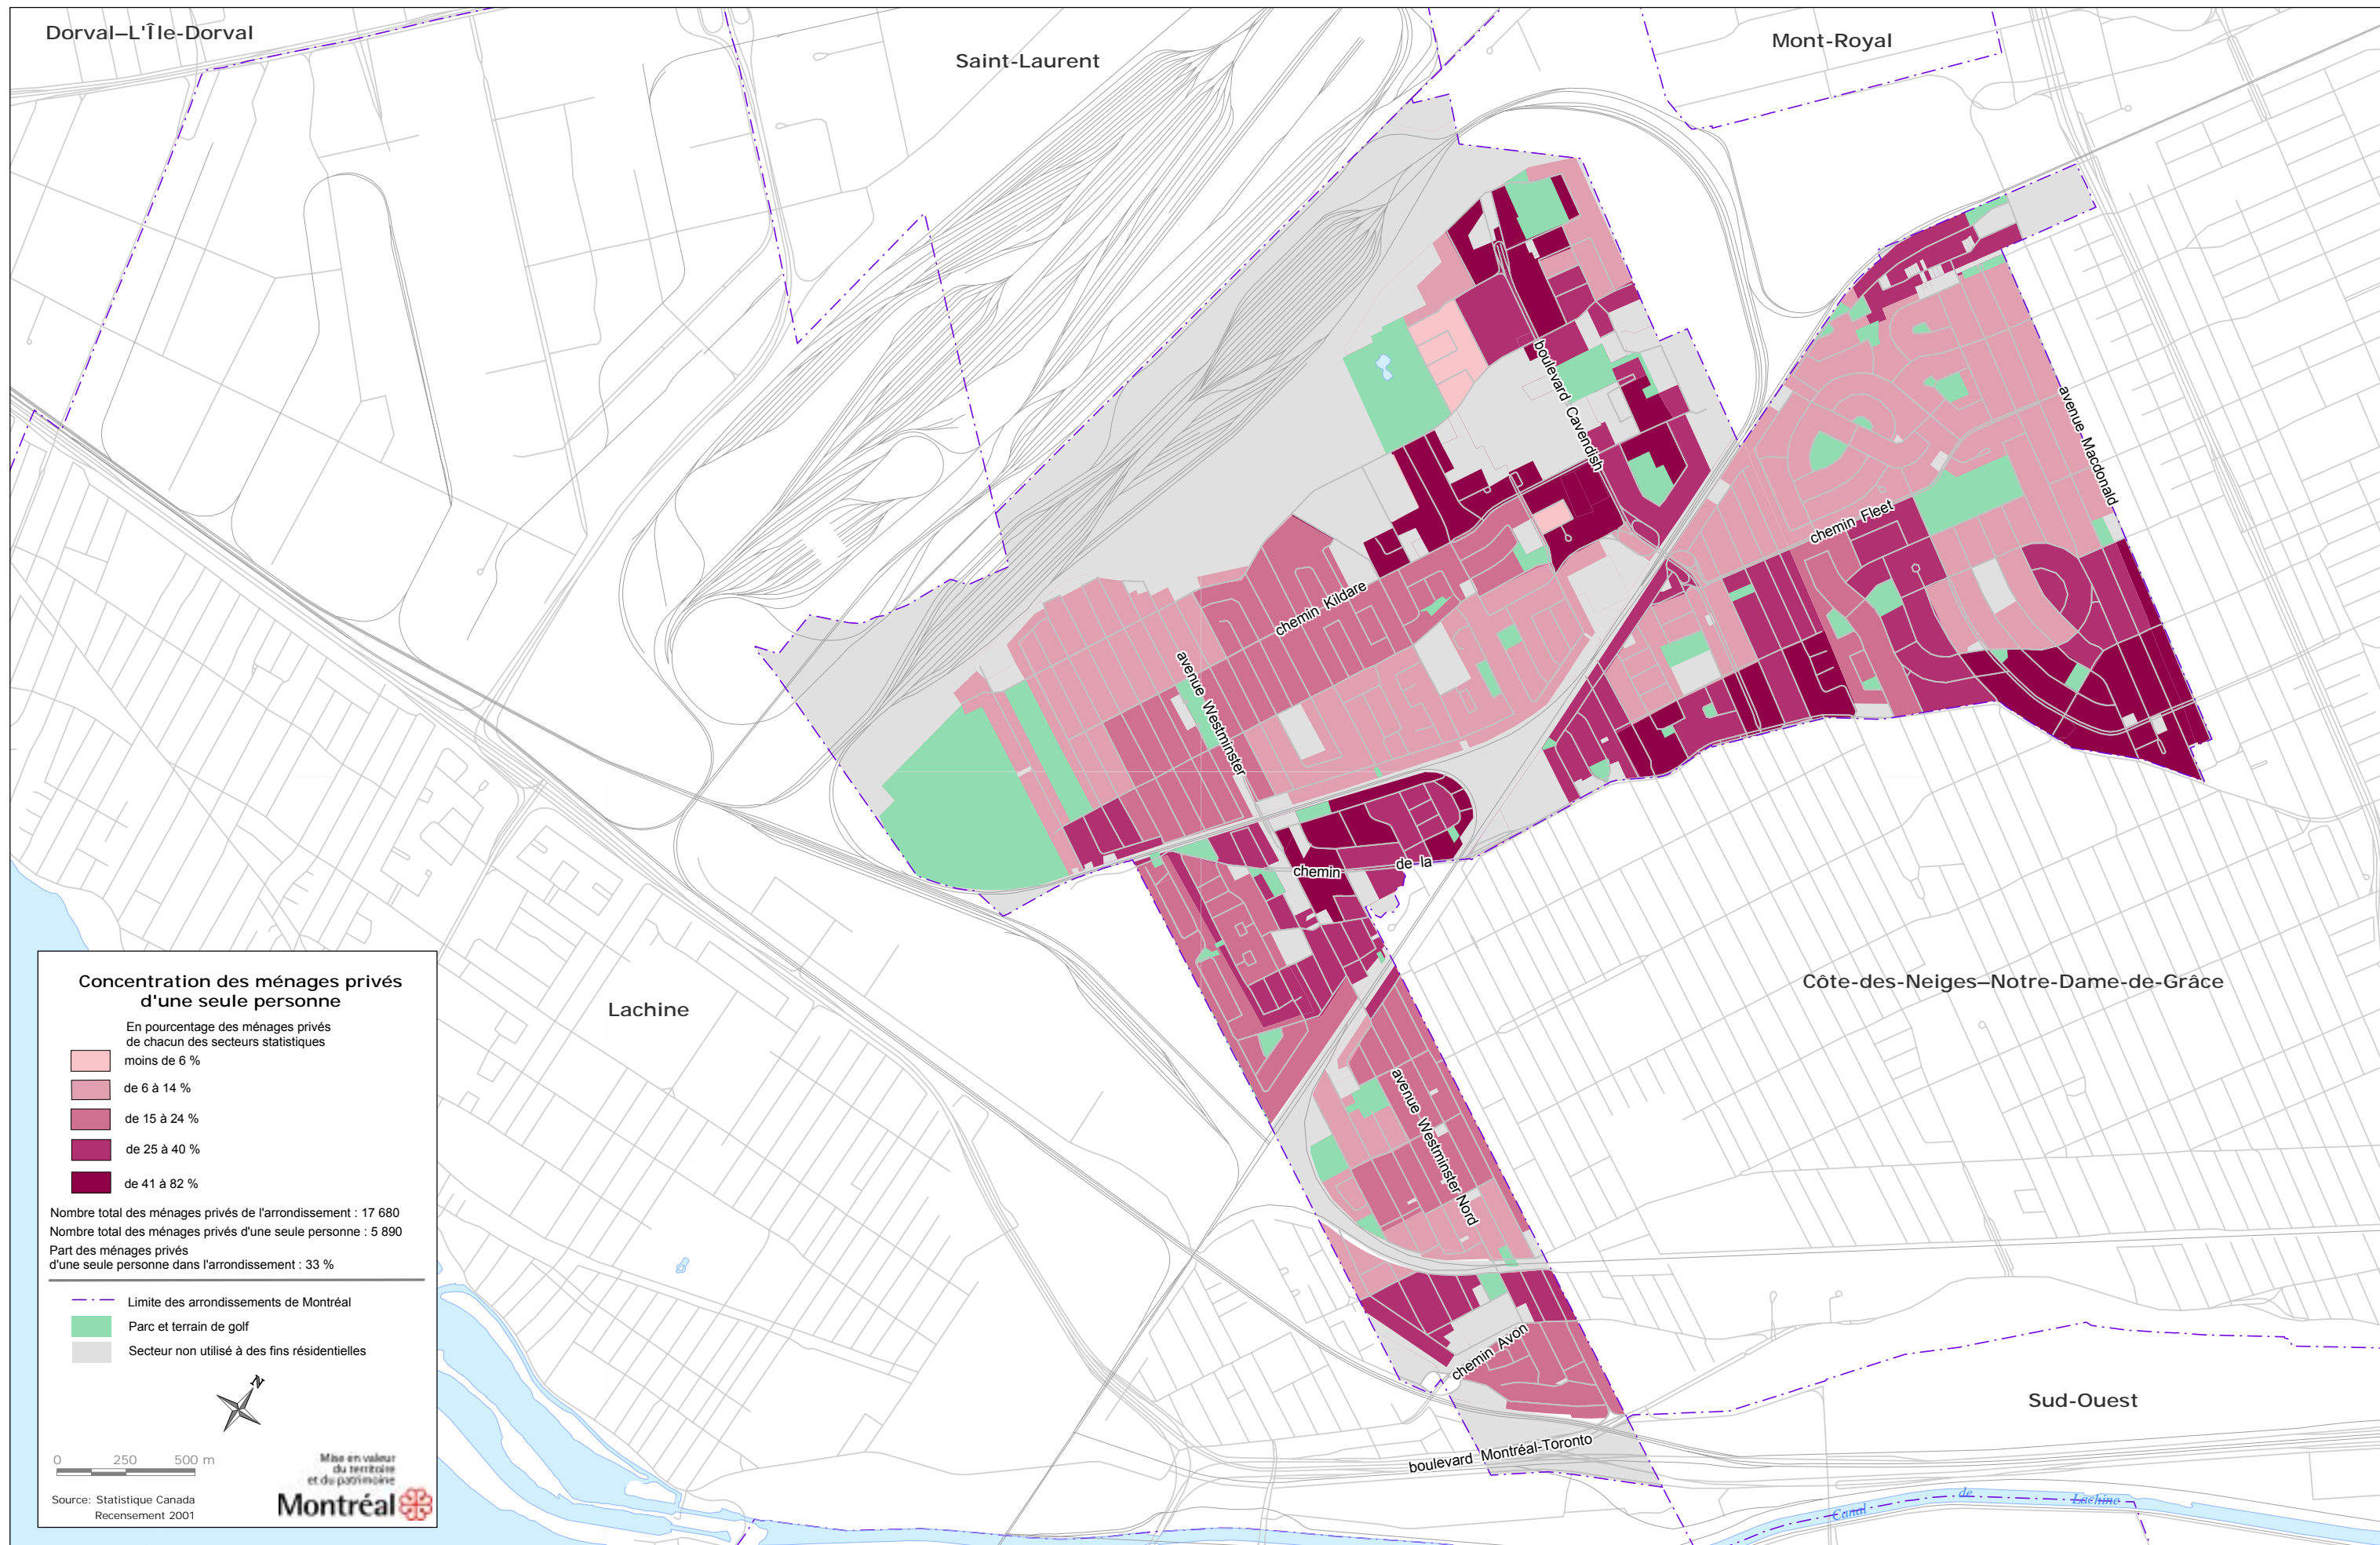 Dorval–L'Île-Dorval
Saint-Laurent
Mont-Royal
boulevard Cavendish
avenue Macdonald
chemin Fleet
chemin Kildare
avenue Westminster
chemin de la
Côte-des-Neiges–Notre-Dame-de-Grâce
Lachine
avenue Westminster Nord
chemin Avon
Sud-Ouest
boulevard Montréal-Toronto
Canal de Lachine
Concentration des ménages privés
d'une seule personne
En pourcentage des ménages privés
de chacun des secteurs statistiques
moins de 6 %
de 6 à 14 %
de 15 à 24 %
de 25 à 40 %
de 41 à 82 %
Nombre total des ménages privés de l'arrondissement : 17 680
Nombre total des ménages privés d'une seule personne : 5 890
Part des ménages privés
d'une seule personne dans l'arrondissement : 33 %
Limite des arrondissements de Montréal
Parc et terrain de golf
Secteur non utilisé à des fins résidentielles
N
0 250 500 m
Mise en valeur
du territoire
et du patrimoine
Montréal
Source: Statistique Canada
Recensement 2001